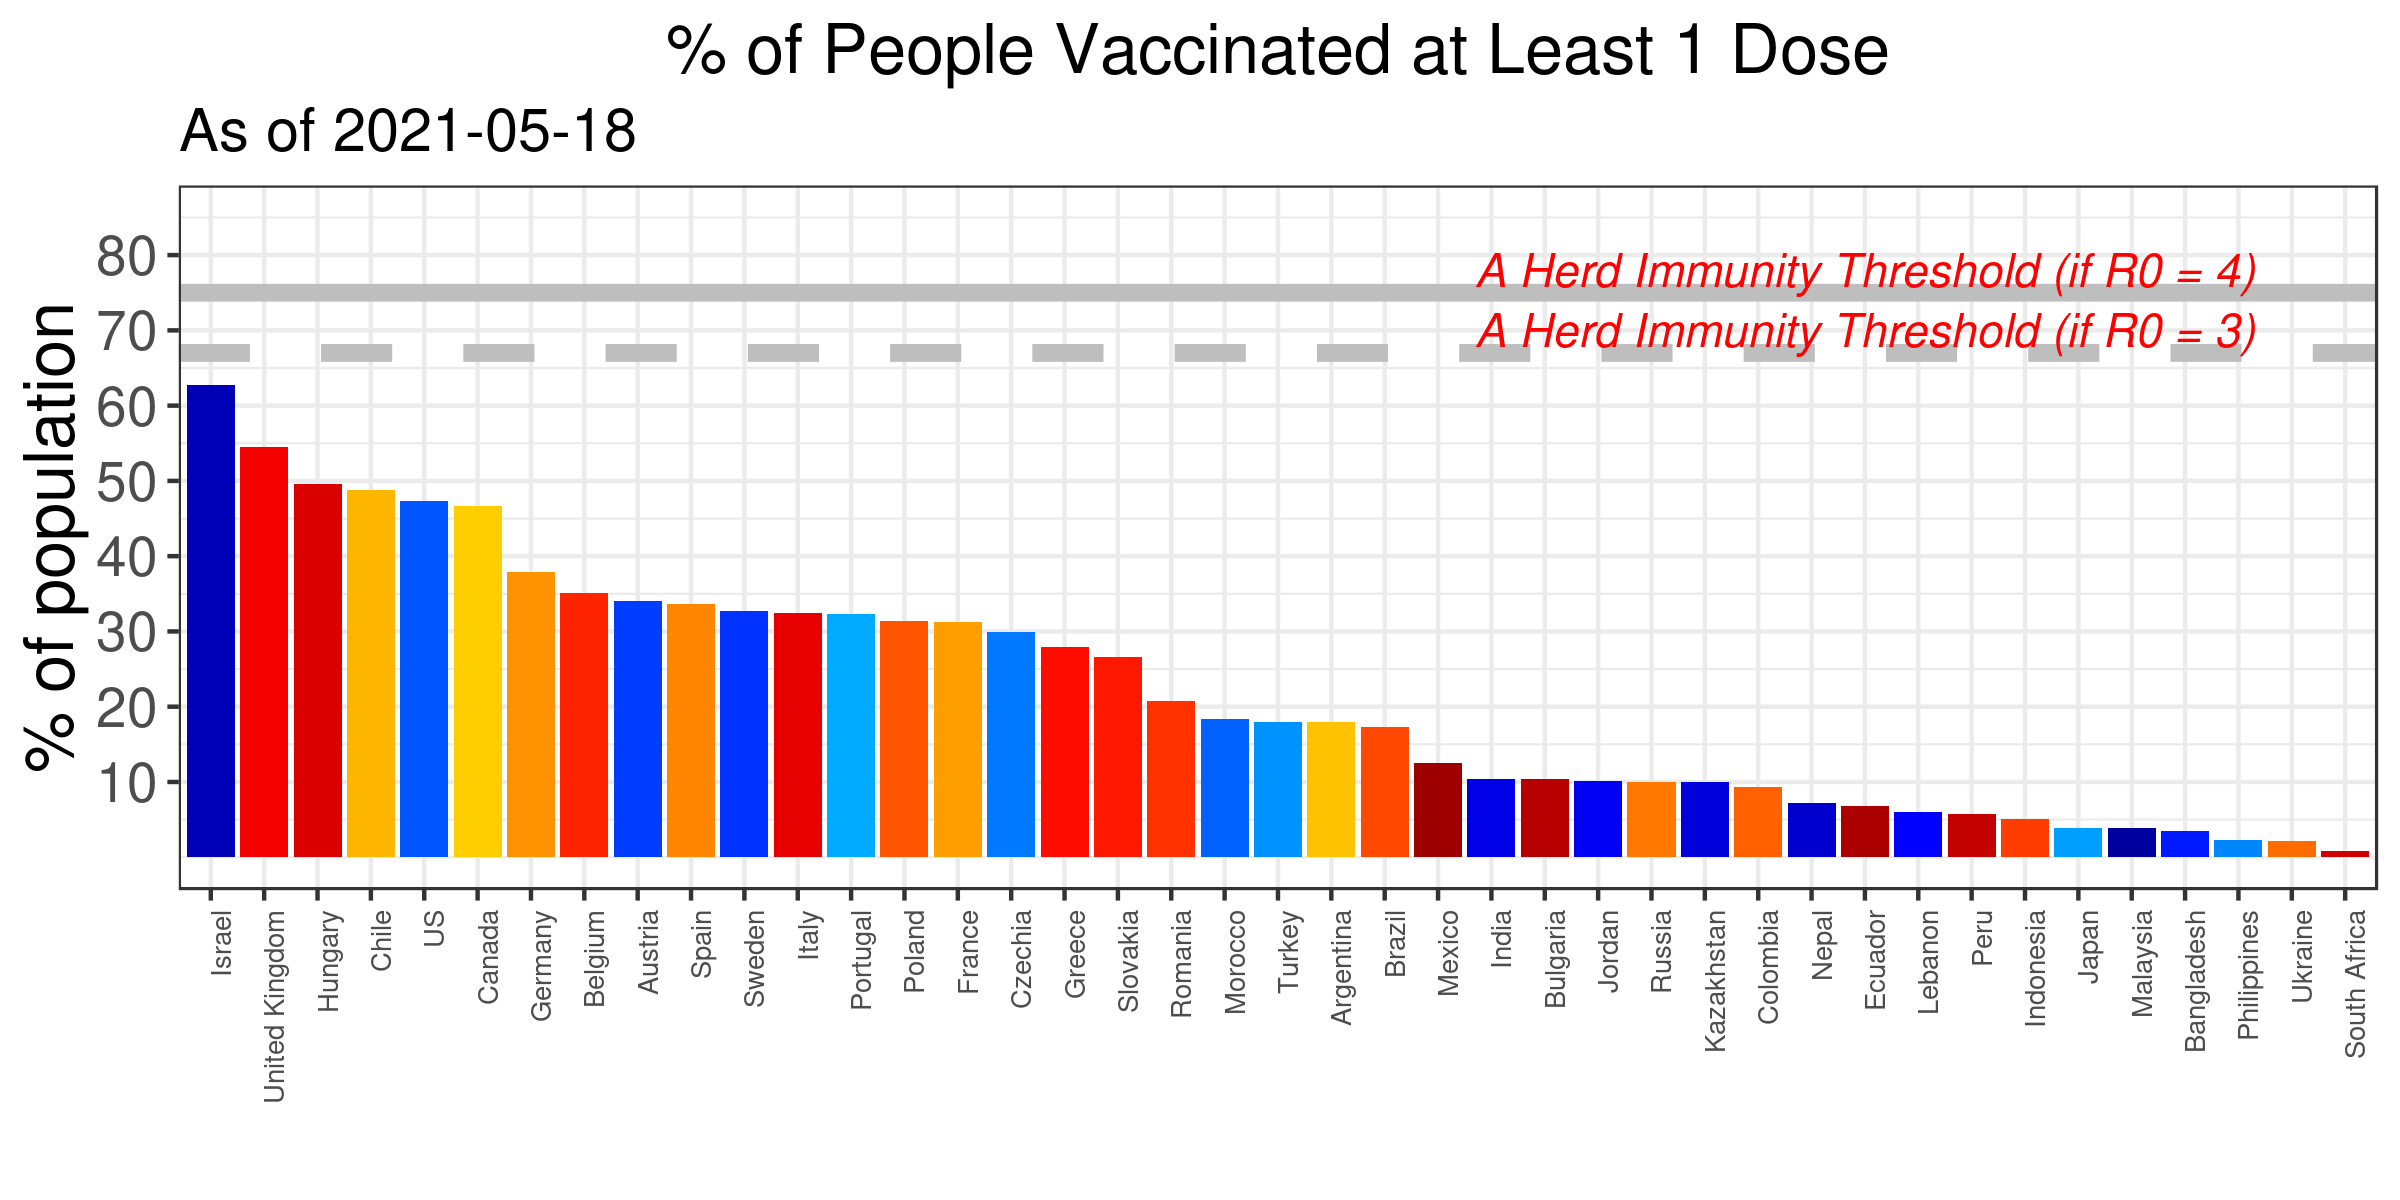 % of People Vaccinated at Least 1 Dose
As of 2021-05-18
% of population
80
70
60
50
40
30
20
10
A Herd Immunity Threshold (if R0 = 4)
A Herd Immunity Threshold (if R0 = 3)
Israel
United Kingdom
Hungary
Chile
US
Canada
Germany
Belgium
Austria
Spain
Sweden
Italy
Portugal
Poland
France
Czechia
Greece
Slovakia
Romania
Morocco
Turkey
Argentina
Brazil
Mexico
India
Bulgaria
Jordan
Russia
Kazakhstan
Colombia
Nepal
Ecuador
Lebanon
Peru
Indonesia
Japan
Malaysia
Bangladesh
Philippines
Ukraine
South Africa